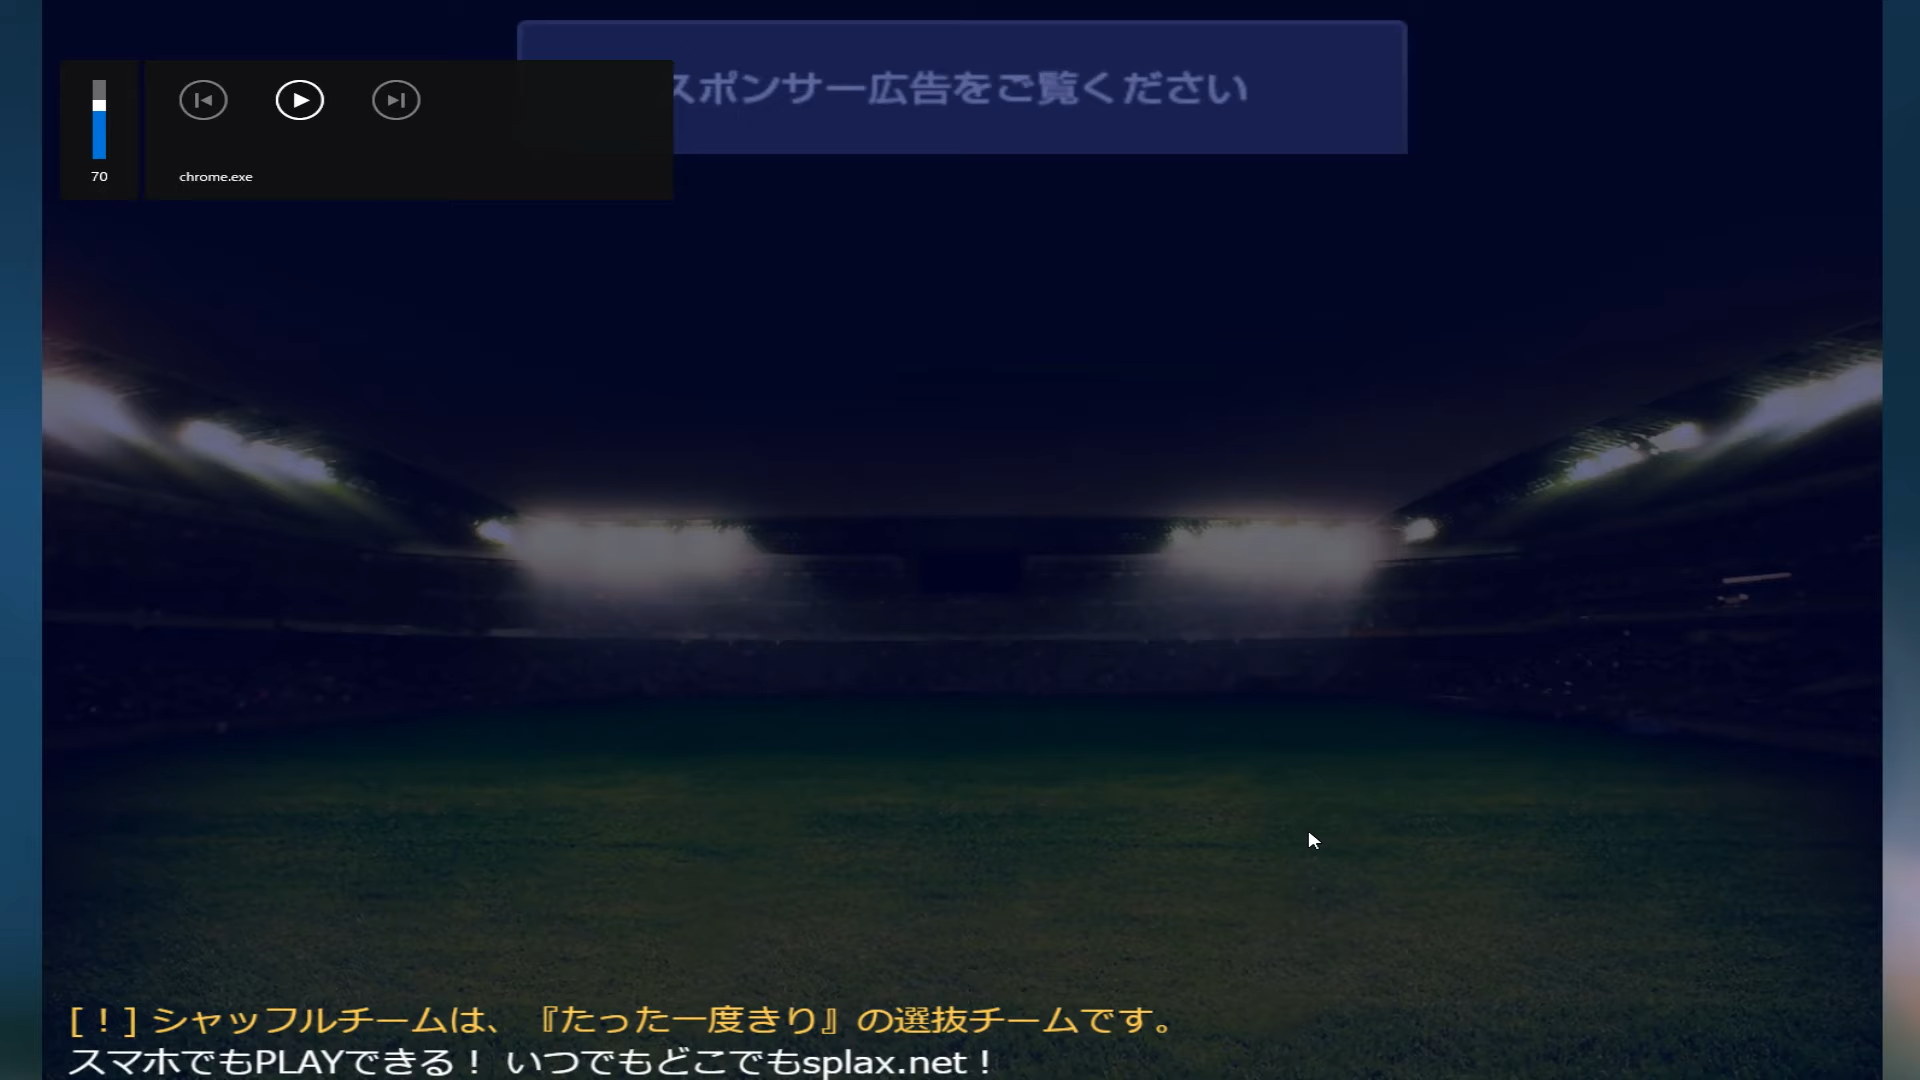 スポンサー広告をご覧ください
70
chrome.exe
[！] シャッフルチームは、『たった一度きり』の選抜チームです。
スマホでもPLAYできる！ いつでもどこでもsplax.net！